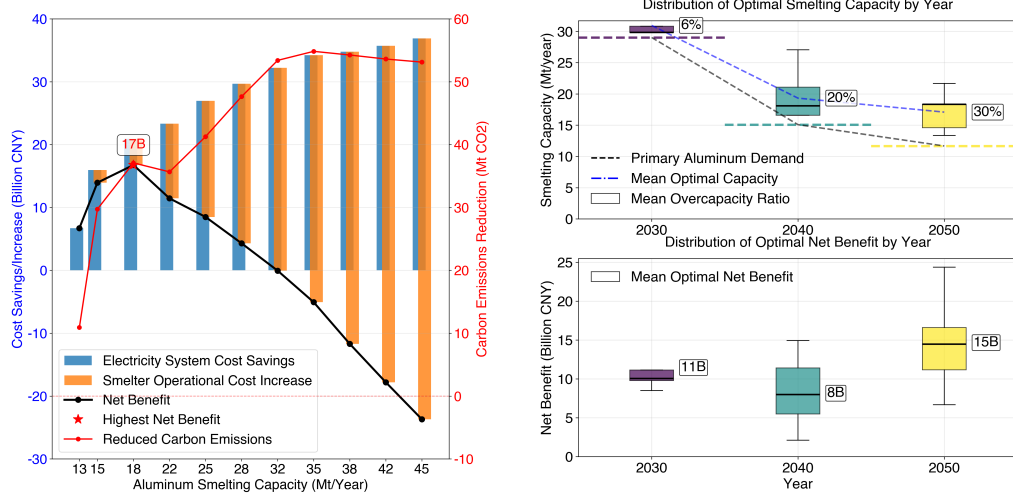 40
30
20
10
0
-10
-20
-30
Cost Savings/Increase (Billion CNY)
17B
60
50
40
30
20
10
0
-10
Carbon Emissions Reduction (Mt CO2)
Electricity System Cost Savings
Smelter Operational Cost Increase
Net Benefit
Highest Net Benefit
Reduced Carbon Emissions
13 15 18 22 25 28 32 35 38 42 45
Aluminum Smelting Capacity (Mt/Year)
Distribution of Optimal Smelting Capacity by Year
30
25
20
15
10
5
0
Smelting Capacity (Mt/year)
6%
20%
30%
Primary Aluminum Demand
Mean Optimal Capacity
Mean Overcapacity Ratio
2030 2040 2050
Distribution of Optimal Net Benefit by Year
25
20
15
10
5
0
Net Benefit (Billion CNY)
Mean Optimal Net Benefit
11B
8B
15B
2030 2040 2050
Year